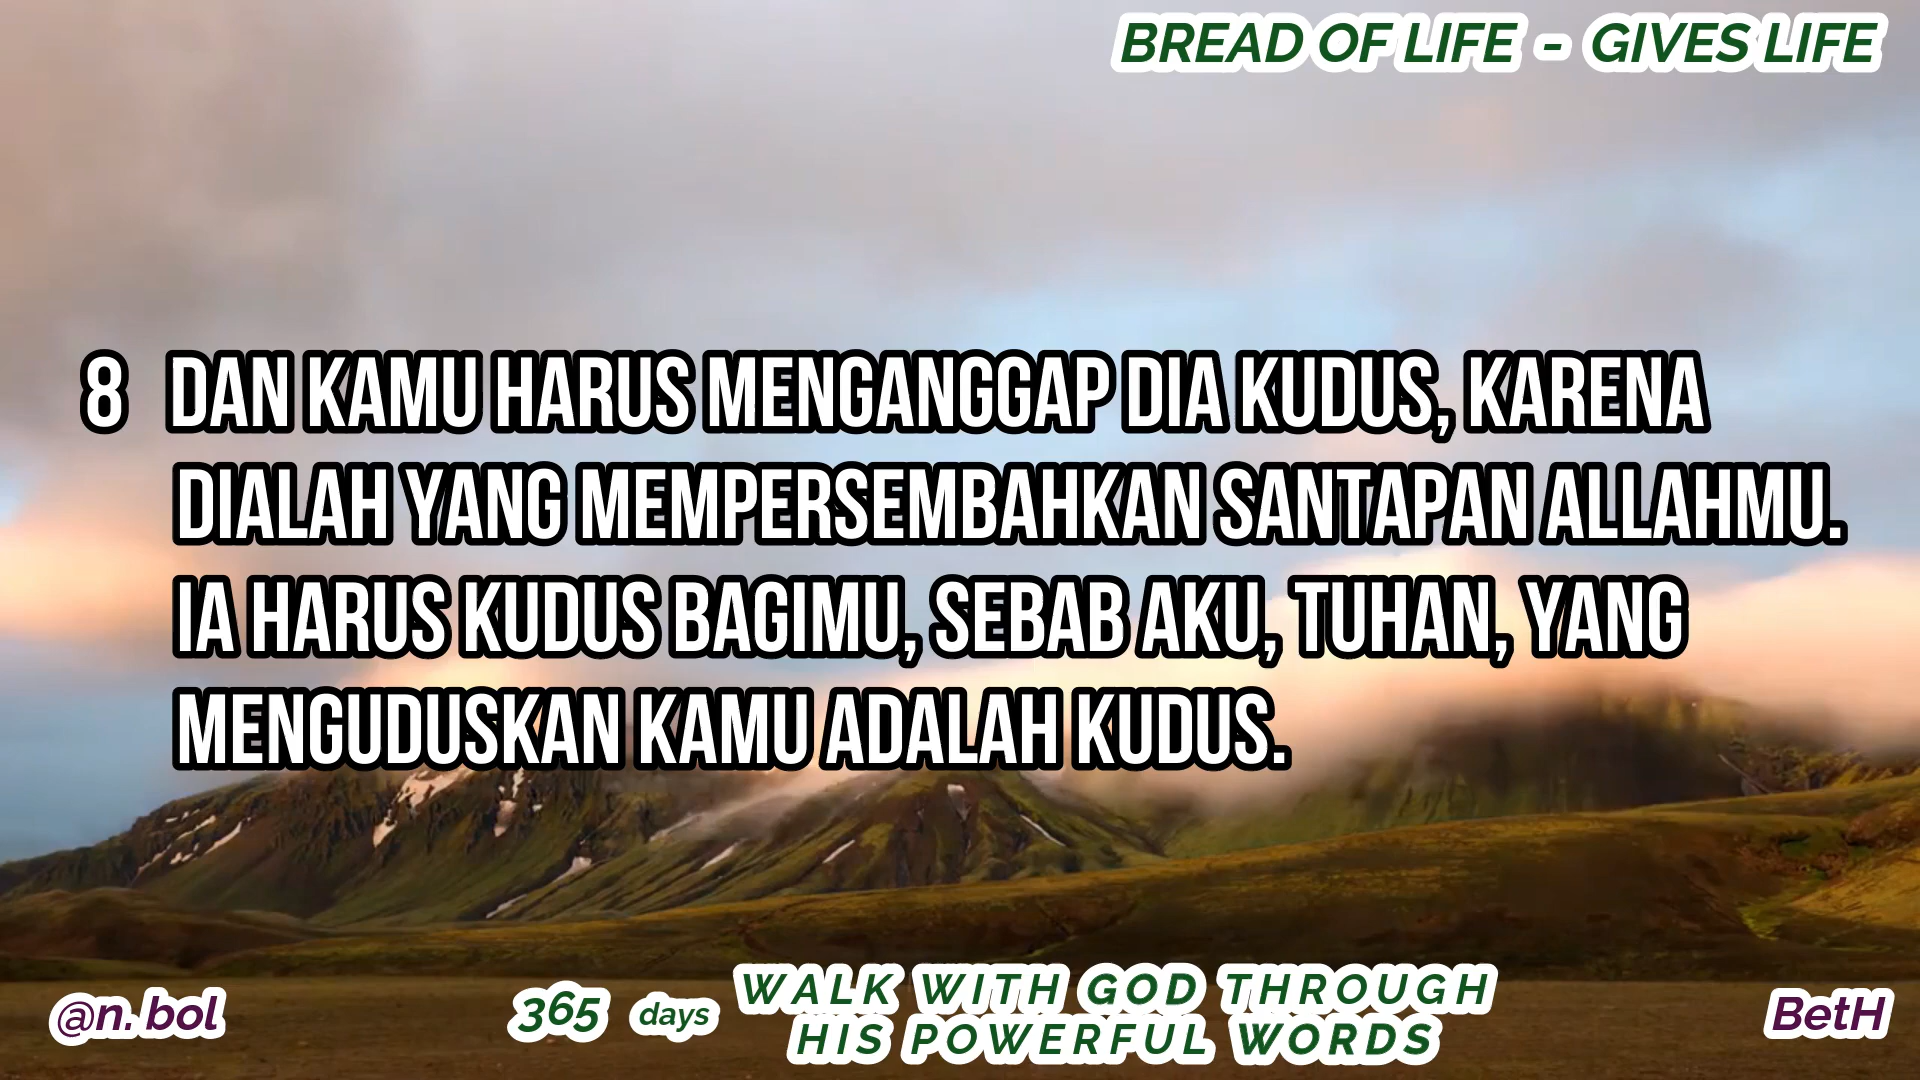 BREAD OF LIFE - GIVES LIFE
8 DAN KAMU HARUS MENGANGGAP DIA KUDUS, KARENA
DIALAH YANG MEMPERSEMBAHKAN SANTAPAN ALLAHMU.
IA HARUS KUDUS BAGIMU, SEBAB AKU, TUHAN, YANG
MENGUDUSKAN KAMU ADALAH KUDUS.
@n. bol
365 days
WALK WITH GOD THROUGH
HIS POWERFUL WORDS
BetH